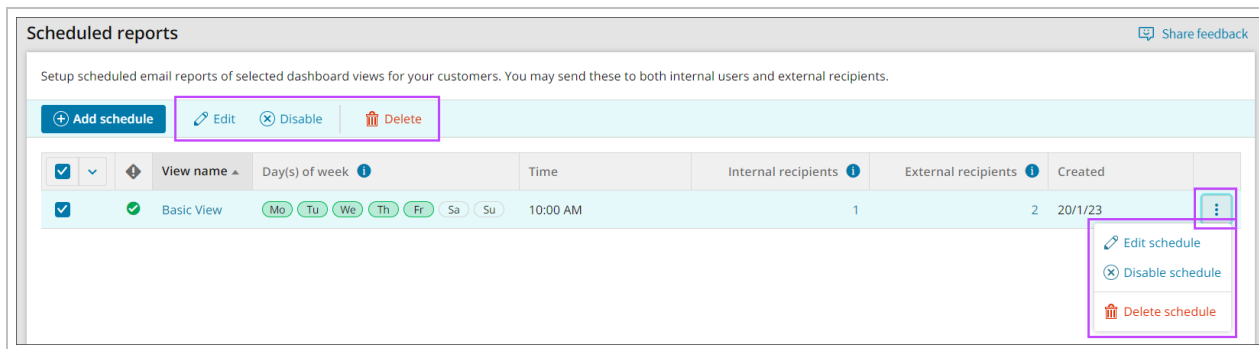 Scheduled reports
Share feedback
Setup scheduled email reports of selected dashboard views for your customers. You may send these to both internal users and external recipients.
Add schedule Edit Disable Delete
View name Day(s) of week Time Internal recipients External recipients Created
Basic View Mo Tu We Th Fr Sa Su 10:00 AM 1 2 20/1/23
Edit schedule
Disable schedule
Delete schedule